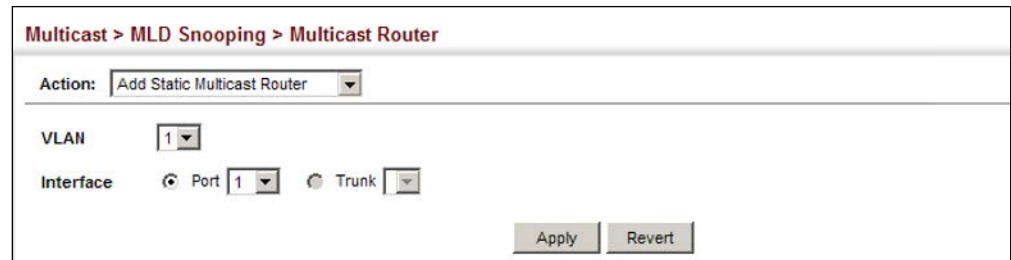 Multicast > MLD Snooping > Multicast Router
Action: Add Static Multicast Router
VLAN 1
Interface Port 1 Trunk
Apply Revert